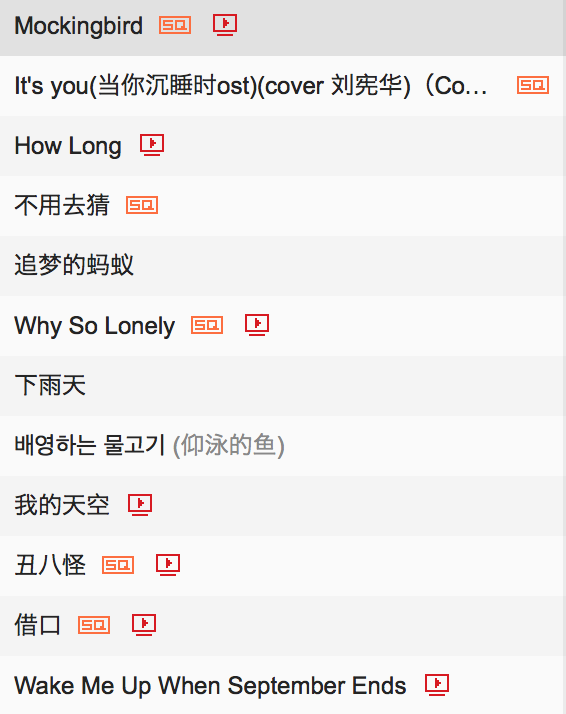 Mockingbird SQ
It's you(当你沉睡时ost)(cover 刘宪华)（Co... SQ
How Long
不用去猜 SQ
追梦的蚂蚁
Why So Lonely SQ
下雨天
배영하는 물고기 (仰泳的鱼)
我的天空
丑八怪 SQ
借口 SQ
Wake Me Up When September Ends